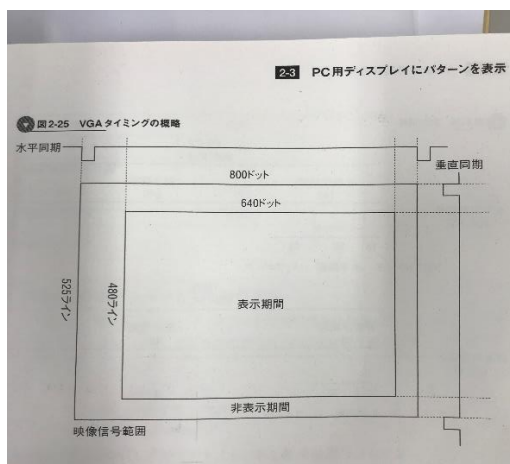 2-3 PC用ディスプレイにパターンを表示
図2-25 VGAタイミングの概略
水平同期
垂直同期
800ドット
640ドット
525ライン
480ライン
表示期間
非表示期間
映像信号範囲